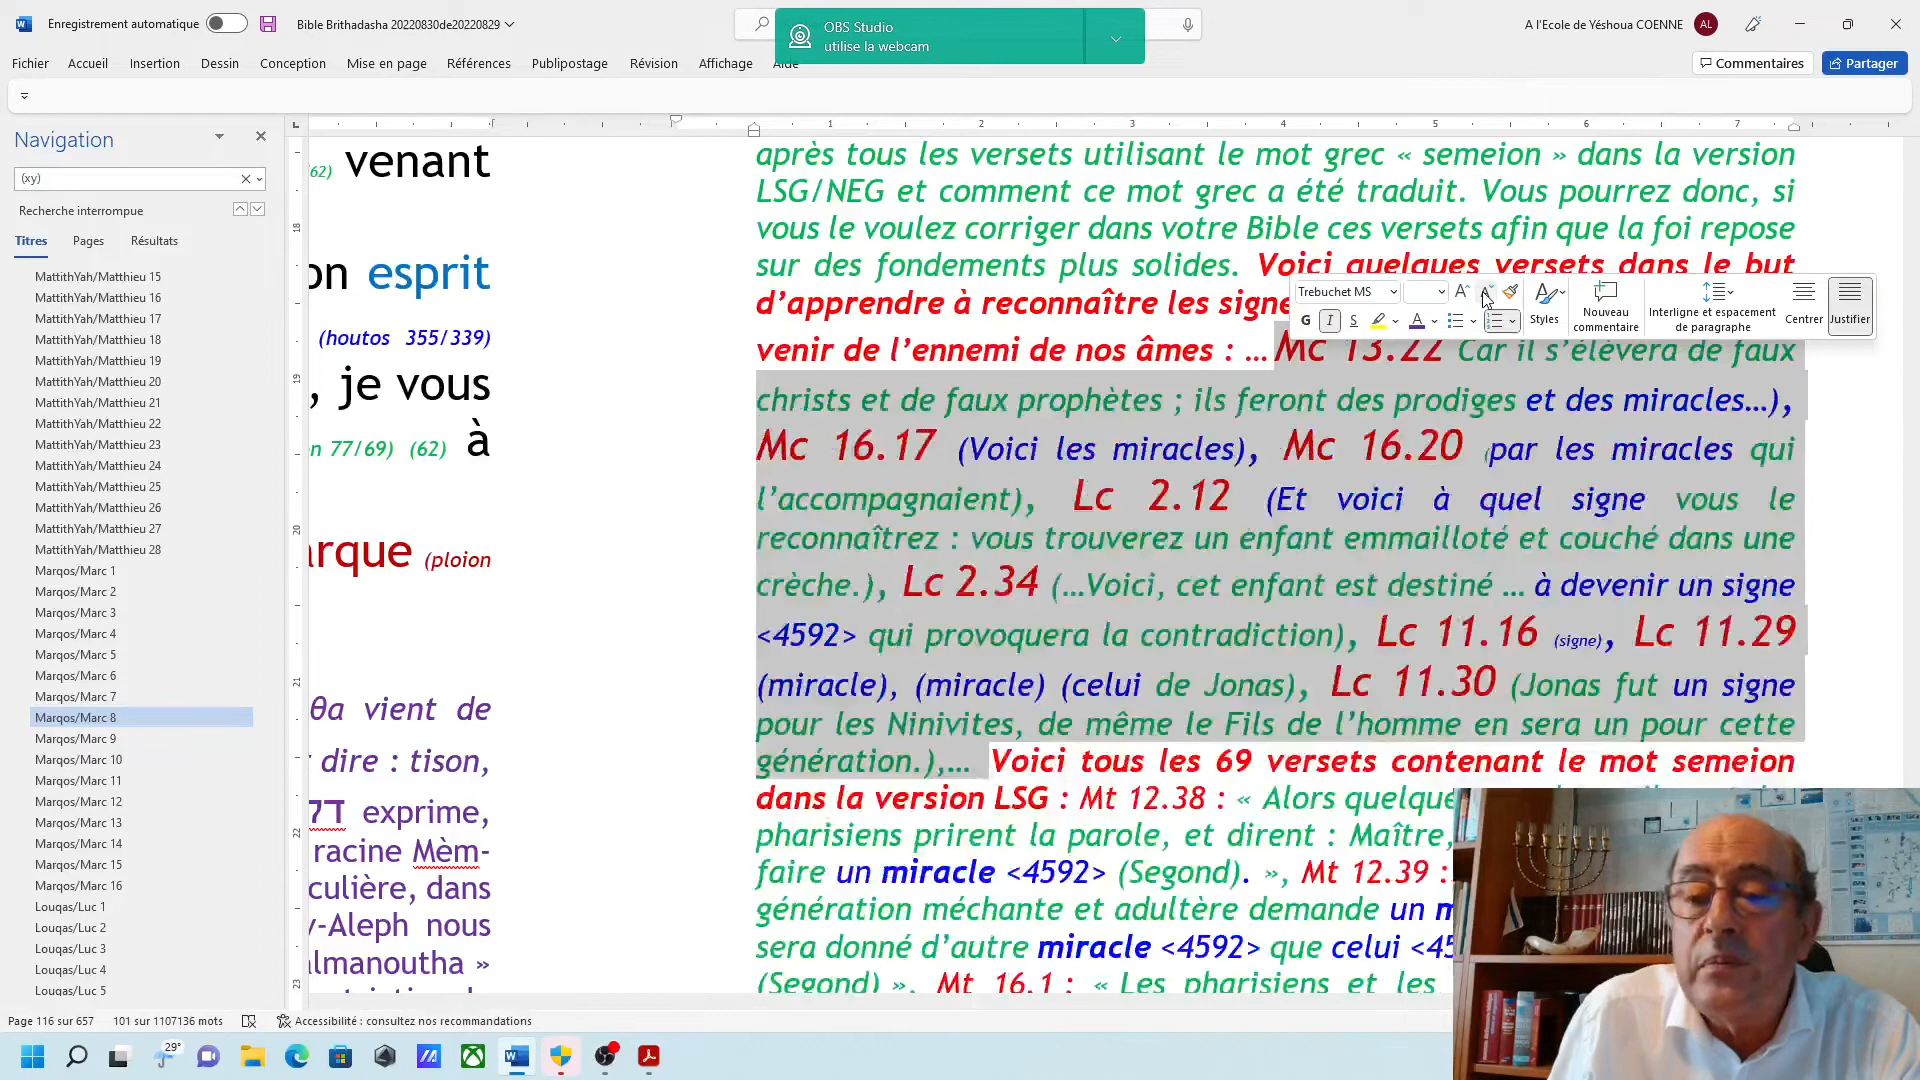 Enregistrement automatique
Bible Brithadasha 20220830de20220829
OBS Studio
utilise la webcam
A l'Ecole de Yéshoua COENNE
AL
Fichier Accueil Insertion Dessin Conception Mise en page Références Publipostage Révision Affichage Aide
Commentaires
Partager
Navigation
(xy)
Recherche interrompue
Titres Pages Résultats
MattithYah/Matthieu 15
MattithYah/Matthieu 16
MattithYah/Matthieu 17
MattithYah/Matthieu 18
MattithYah/Matthieu 19
MattithYah/Matthieu 20
MattithYah/Matthieu 21
MattithYah/Matthieu 22
MattithYah/Matthieu 23
MattithYah/Matthieu 24
MattithYah/Matthieu 25
MattithYah/Matthieu 26
MattithYah/Matthieu 27
MattithYah/Matthieu 28
Marqos/Marc 1
Marqos/Marc 2
Marqos/Marc 3
Marqos/Marc 4
Marqos/Marc 5
Marqos/Marc 6
Marqos/Marc 7
Marqos/Marc 8
Marqos/Marc 9
Marqos/Marc 10
Marqos/Marc 11
Marqos/Marc 12
Marqos/Marc 13
Marqos/Marc 14
Marqos/Marc 15
Marqos/Marc 16
Louqas/Luc 1
Louqas/Luc 2
Louqas/Luc 3
Louqas/Luc 4
Louqas/Luc 5
1 2 3 4 5 6 7
18
19
20
21
22
23
62) venant
on esprit
(houtos 355/339)
, je vous
n 77/69) (62) à
arque (ploion
θa vient de
dire : tison,
exprime,
racine Mèm-
culière, dans
y-Aleph nous
almanoutha »
après tous les versets utilisant le mot grec « semeion » dans la version
LSG/NEG et comment ce mot grec a été traduit. Vous pourrez donc, si
vous le voulez corriger dans votre Bible ces versets afin que la foi repose
sur des fondements plus solides. Voici quelques versets dans le but
d'apprendre à reconnaître les signe
venir de l'ennemi de nos âmes : … Mc 13.22 Car il s'élèvera de faux
christs et de faux prophètes ; ils feront des prodiges et des miracles…),
Mc 16.17 (Voici les miracles), Mc 16.20 (par les miracles qui
l'accompagnaient), Lc 2.12 (Et voici à quel signe vous le
reconnaîtrez : vous trouverez un enfant emmailloté et couché dans une
crèche.), Lc 2.34 (…Voici, cet enfant est destiné … à devenir un signe
<4592> qui provoquera la contradiction), Lc 11.16 (signe), Lc 11.29
(miracle), (miracle) (celui de Jonas), Lc 11.30 (Jonas fut un signe
pour les Ninivites, de même le Fils de l'homme en sera un pour cette
génération.),… Voici tous les 69 versets contenant le mot semeion
dans la version LSG : Mt 12.38 : « Alors quelque
pharisiens prirent la parole, et dirent : Maître,
faire un miracle <4592> (Segond). », Mt 12.39 :
génération méchante et adultère demande un m
sera donné d'autre miracle <4592> que celui <45
(Segond) ». Mt 16.1 : « Les pharisiens et les
Trebuchet MS
G I S
Styles
Nouveau
commentaire
Interligne et espacement
de paragraphe
Centrer
Justifier
Page 116 sur 657 101 sur 1107136 mots Accessibilité : consultez nos recommandations
29°